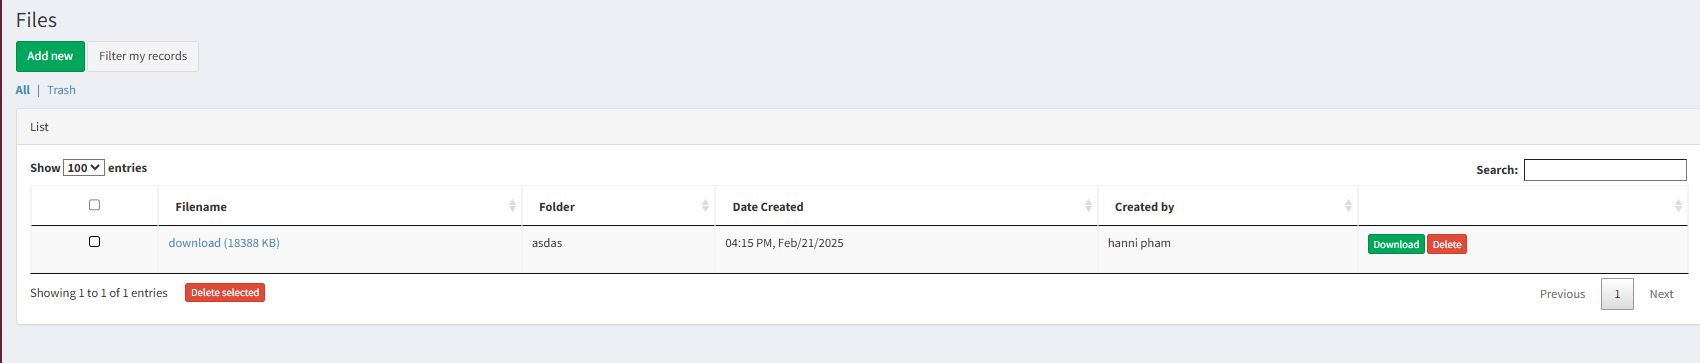 Files
Add new Filter my records
All | Trash
List
Show 100 entries Search:
Filename Folder Date Created Created by
download (18388 KB) asdas 04:15 PM, Feb/21/2025 hanni pham Download Delete
Showing 1 to 1 of 1 entries Delete selected Previous 1 Next